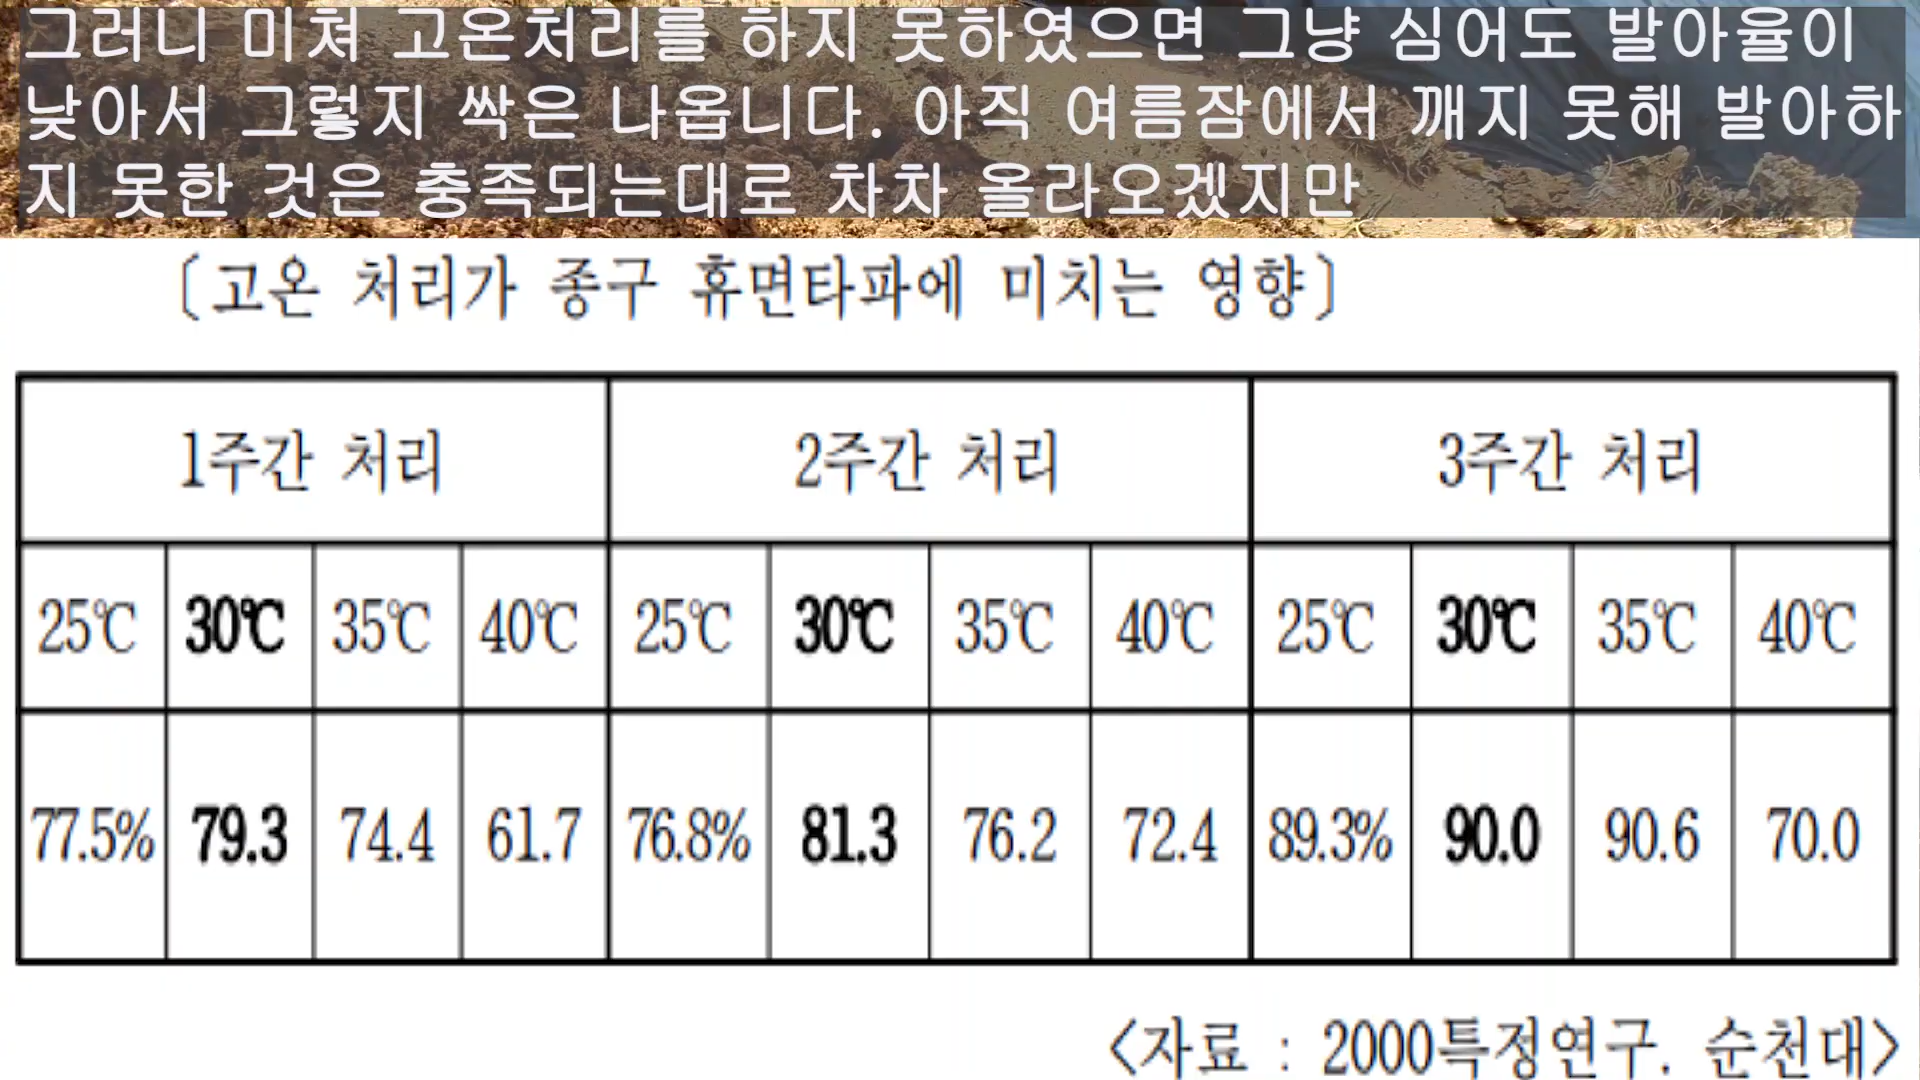 그러니 미쳐 고온처리를 하지 못하였으면 그냥 심어도 발아율이
낮아서 그렇지 싹은 나옵니다. 아직 여름잠에서 깨지 못해 발아하
지 못한 것은 충족되는대로 차차 올라오겠지만
〔고온 처리가 종구 휴면타파에 미치는 영향〕
1주간 처리 2주간 처리 3주간 처리
25℃ 30℃ 35℃ 40℃ 25℃ 30℃ 35℃ 40℃ 25℃ 30℃ 35℃ 40℃
77.5% 79.3 74.4 61.7 76.8% 81.3 76.2 72.4 89.3% 90.0 90.6 70.0
<자료 : 2000특정연구. 순천대>